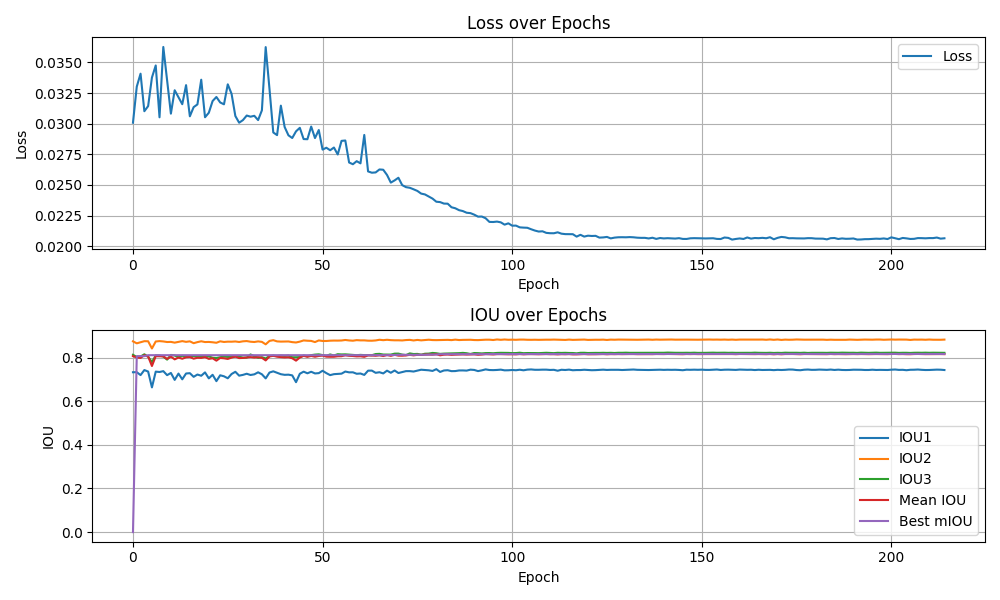 Loss over Epochs
0.0350
0.0325
0.0300
0.0275
0.0250
0.0225
0.0200
Loss
Loss
0 50 100 150 200
Epoch
IOU over Epochs
0.8
0.6
0.4
0.2
0.0
IOU
IOU1
IOU2
IOU3
Mean IOU
Best mIOU
0 50 100 150 200
Epoch